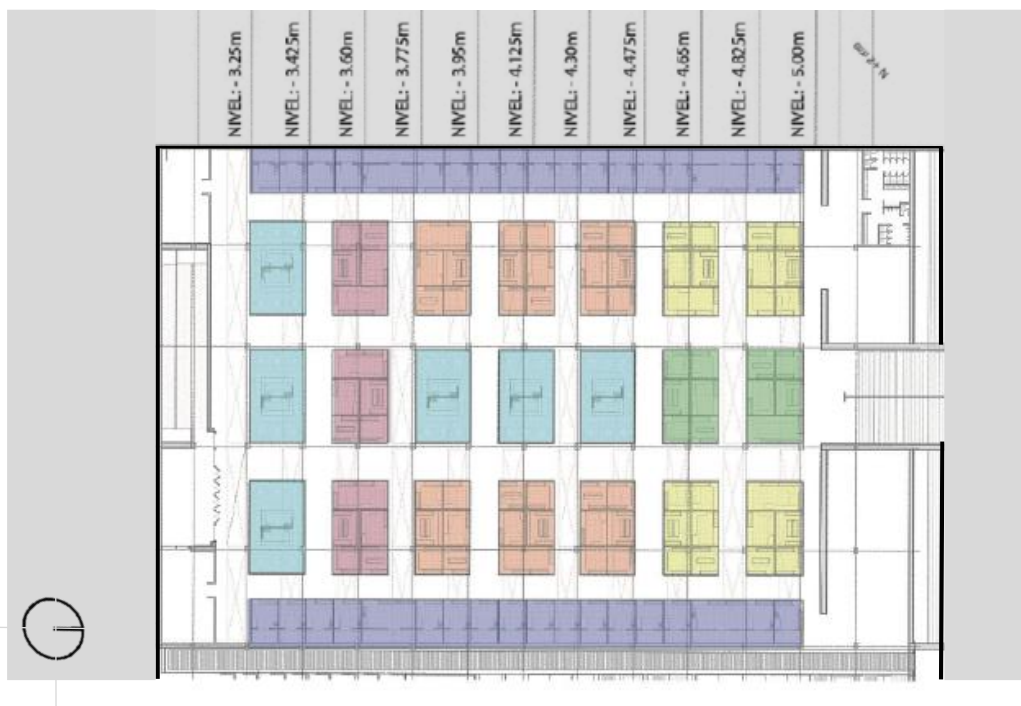 NIVEL: - 3.25m
NIVEL: - 3.425m
NIVEL: - 3.60m
NIVEL: - 3.775m
NIVEL: - 3.95m
NIVEL: - 4.125m
NIVEL: - 4.30m
NIVEL: - 4.475m
NIVEL: - 4.65m
NIVEL: - 4.825m
NIVEL: - 5.00m